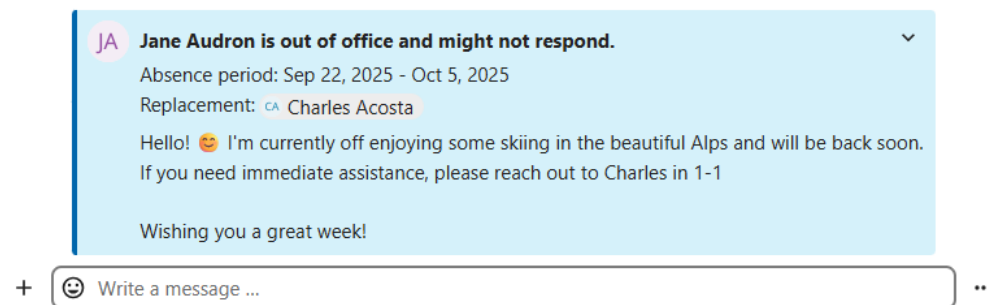 JA Jane Audron is out of office and might not respond.
Absence period: Sep 22, 2025 - Oct 5, 2025
Replacement: CA Charles Acosta
Hello! 😊 I'm currently off enjoying some skiing in the beautiful Alps and will be back soon.
If you need immediate assistance, please reach out to Charles in 1-1
Wishing you a great week!
Write a message ...